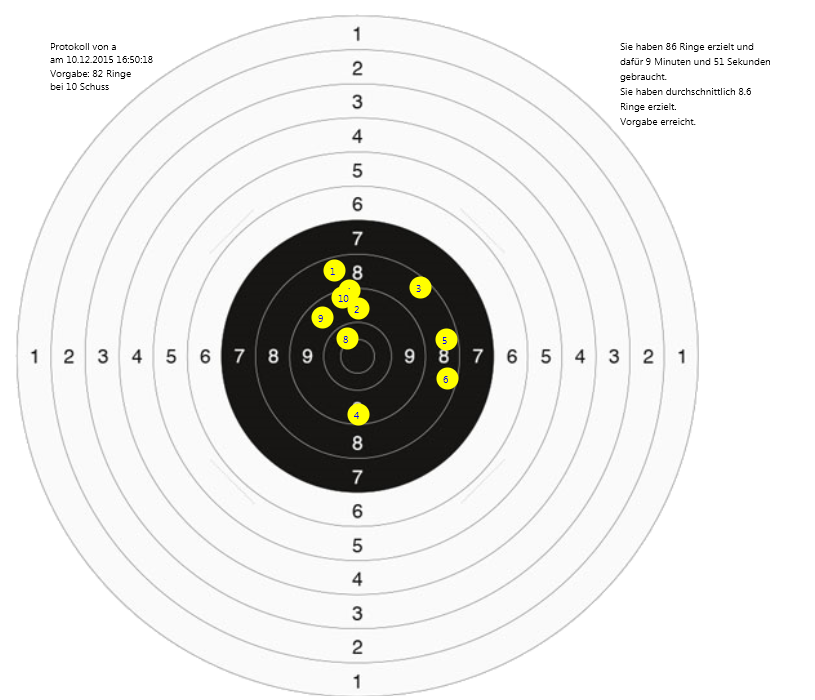 Protokoll von a
am 10.12.2015 16:50:18
Vorgabe: 82 Ringe
bei 10 Schuss
Sie haben 86 Ringe erzielt und
dafür 9 Minuten und 51 Sekunden
gebraucht.
Sie haben durchschnittlich 8.6
Ringe erzielt.
Vorgabe erreicht.
1
2
3
4
5
6
7
1 8
3
10
2
9
8
5
1 2 3 4 5 6 7 8 9 9 8 7 6 5 4 3 2 1
6
4
8
7
6
5
4
3
2
1